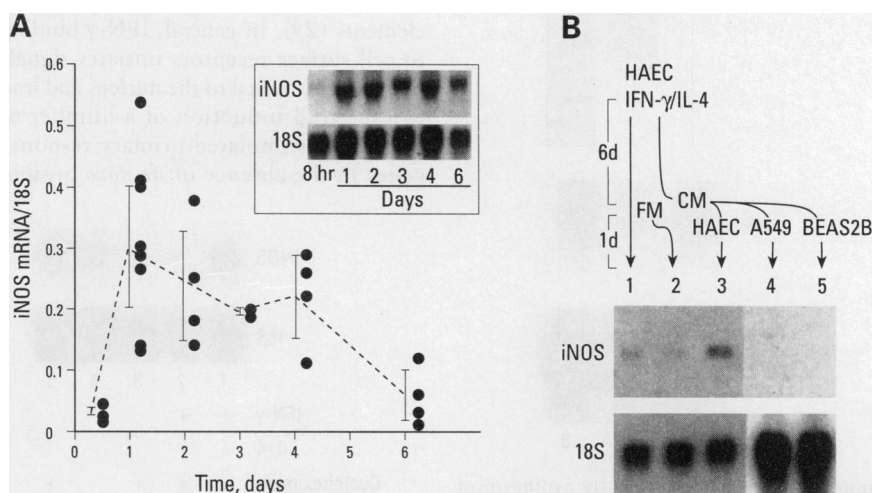 A
iNOS mRNA/18S
0.6
0.5
0.4
0.3
0.2
0.1
0
0 1 2 3 4 5 6
Time, days
iNOS
18S
8 hr 1 2 3 4 6
Days
B
HAEC
IFN-γ/IL-4
6d
1d
FM CM
HAEC A549 BEAS2B
1 2 3 4 5
iNOS
18S